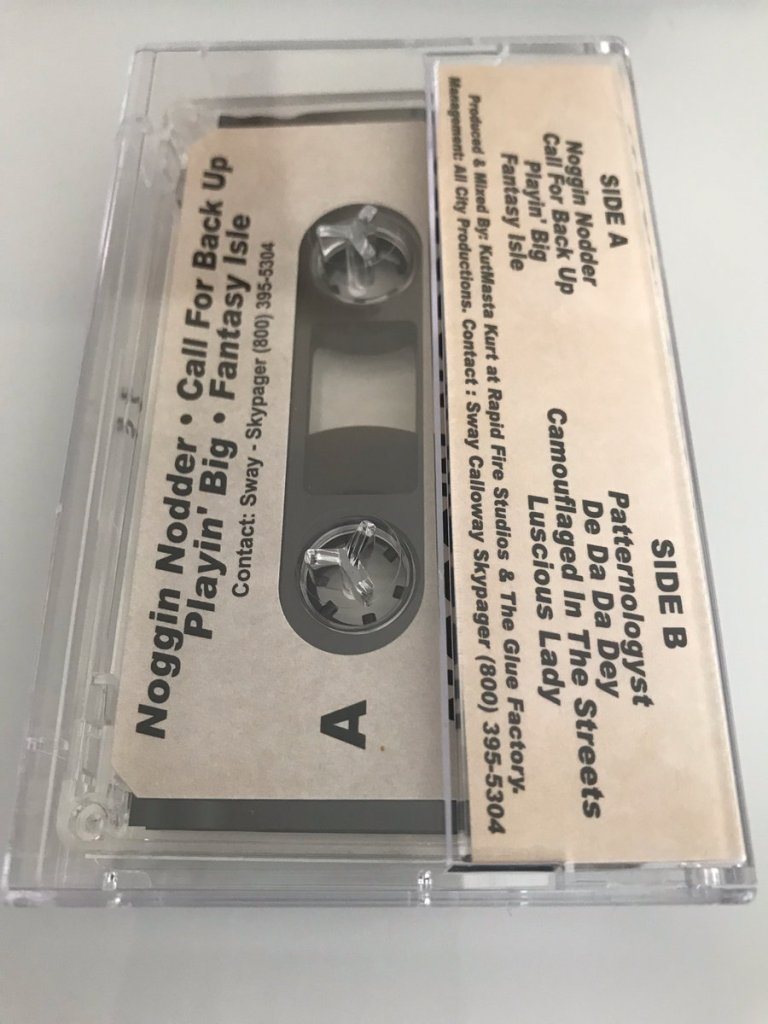 Noggin Nodder • Call For Back Up
Playin' Big • Fantasy Isle
Contact: Sway - Skypager (800) 395-5304
A
SIDE A
Noggin Nodder
Call For Back Up
Playin' Big
Fantasy Isle
SIDE B
Patternologyst
De Da Da Dey
Camouflaged In The Streets
Luscious Lady
Produced & Mixed By: KutMasta Kurt at Rapid Fire Studios & The Glue Factory.
Management: All City Productions. Contact : Sway Calloway Skypager (800) 395-5304